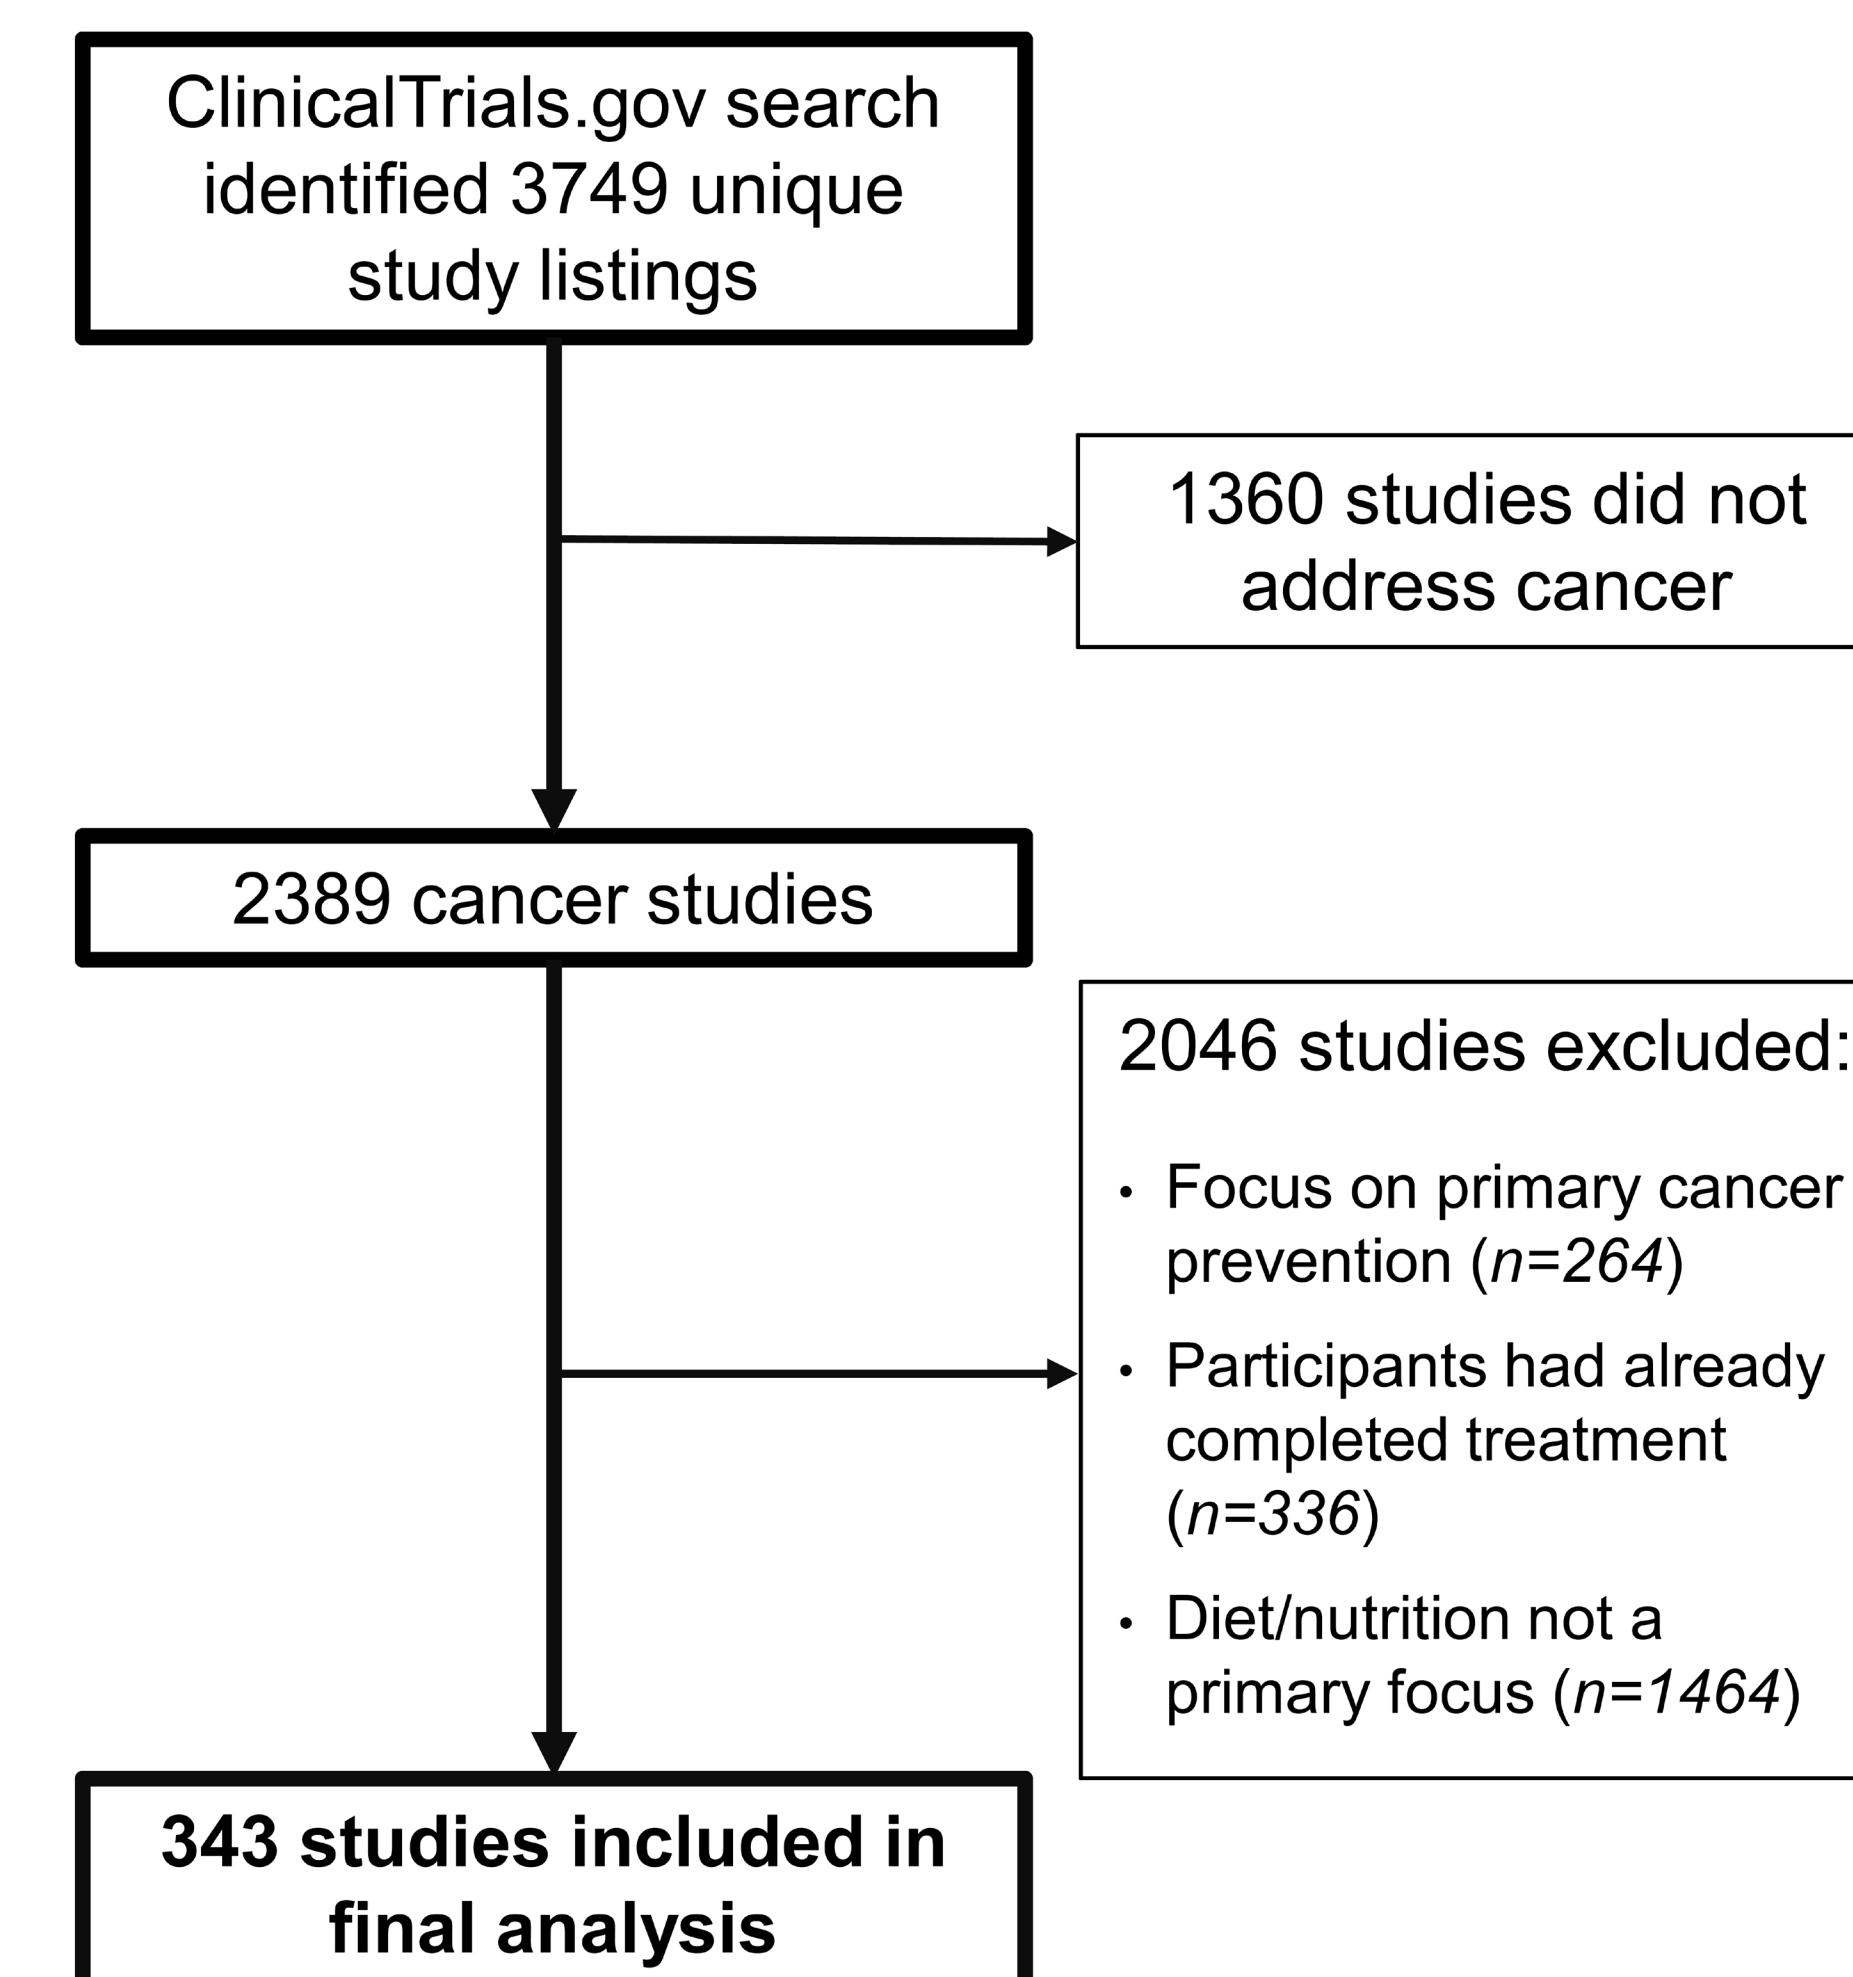 ClinicalTrials.gov search
identified 3749 unique
study listings
1360 studies did not
address cancer
2389 cancer studies
2046 studies excluded:
• Focus on primary cancer
prevention (n=264)
• Participants had already
completed treatment
(n=336)
• Diet/nutrition not a
primary focus (n=1464)
343 studies included in
final analysis